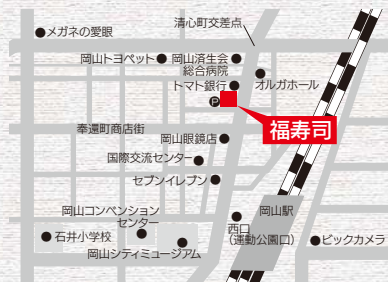 清心町交差点
メガネの愛眼
岡山トヨペット
岡山済生会
総合病院
オルガホール
トマト銀行
P
福寿司
奉還町商店街
岡山眼鏡店
国際交流センター
セブンイレブン
岡山コンベンション
センター
岡山駅
西口
(運動公園口)
ビックカメラ
石井小学校
岡山シティミュージアム